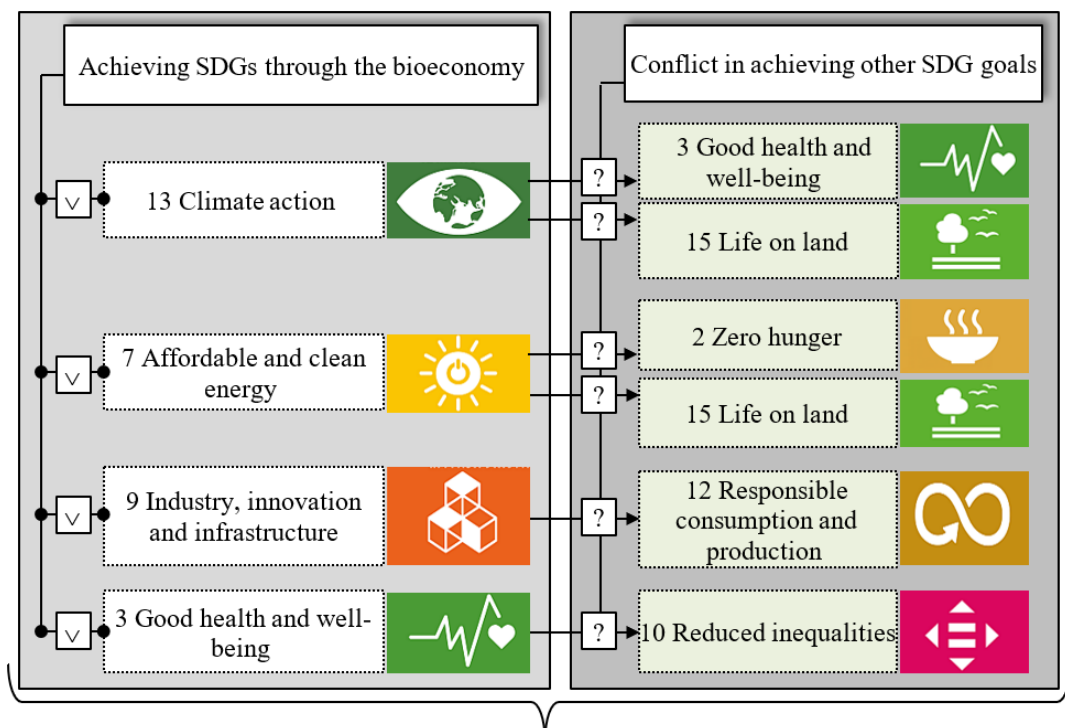 Achieving SDGs through the bioeconomy
∨
13 Climate action
∨
7 Affordable and clean
energy
∨
9 Industry, innovation
and infrastructure
∨
3 Good health and well-
being
Conflict in achieving other SDG goals
?
3 Good health and
well-being
?
15 Life on land
?
2 Zero hunger
?
15 Life on land
?
12 Responsible
consumption and
production
?
10 Reduced inequalities